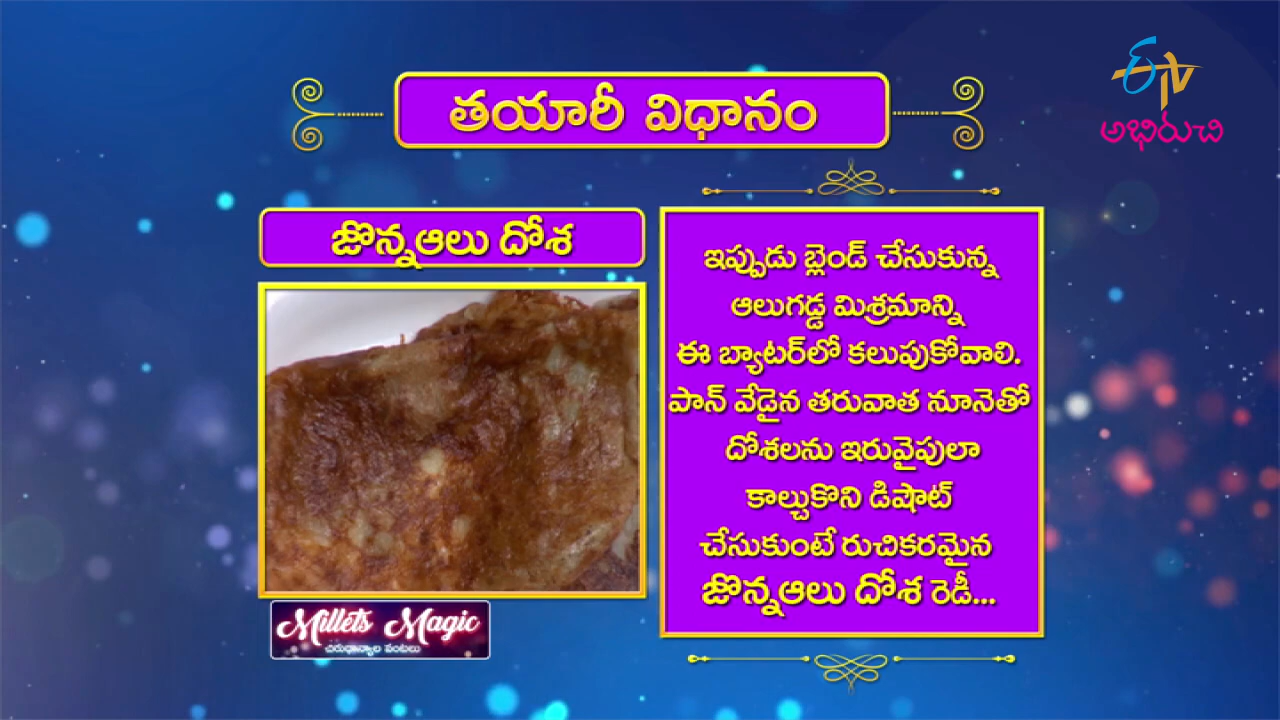 తయారీ విధానం
ETV
అభిరుచి
జొన్నఆలు దోశ
ఇప్పుడు బ్లెండ్ చేసుకున్న
ఆలుగడ్డ మిశ్రమాన్ని
ఈ బ్యాటర్‌లో కలుపుకోవాలి.
పాన్ వేడైన తరువాత నూనెతో
దోశలను ఇరువైపులా
కాల్చుకొని డిషౌట్
చేసుకుంటే రుచికరమైన
జొన్నఆలు దోశ రెడీ...
Millets Magic
చిరుధాన్యాల వంటలు